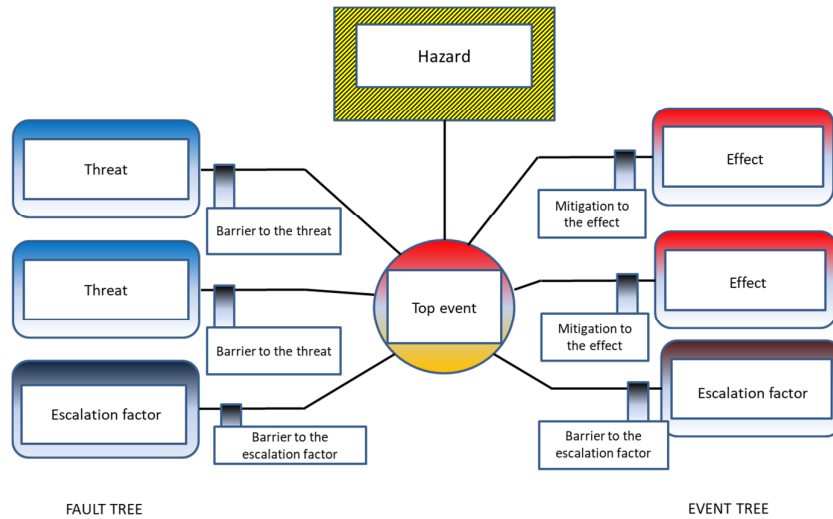 Hazard
Threat
Effect
Barrier to the threat
Mitigation to
the effect
Threat
Top event
Effect
Barrier to the threat
Mitigation to
the effect
Escalation factor
Escalation factor
Barrier to the
escalation factor
Barrier to the
escalation factor
FAULT TREE
EVENT TREE